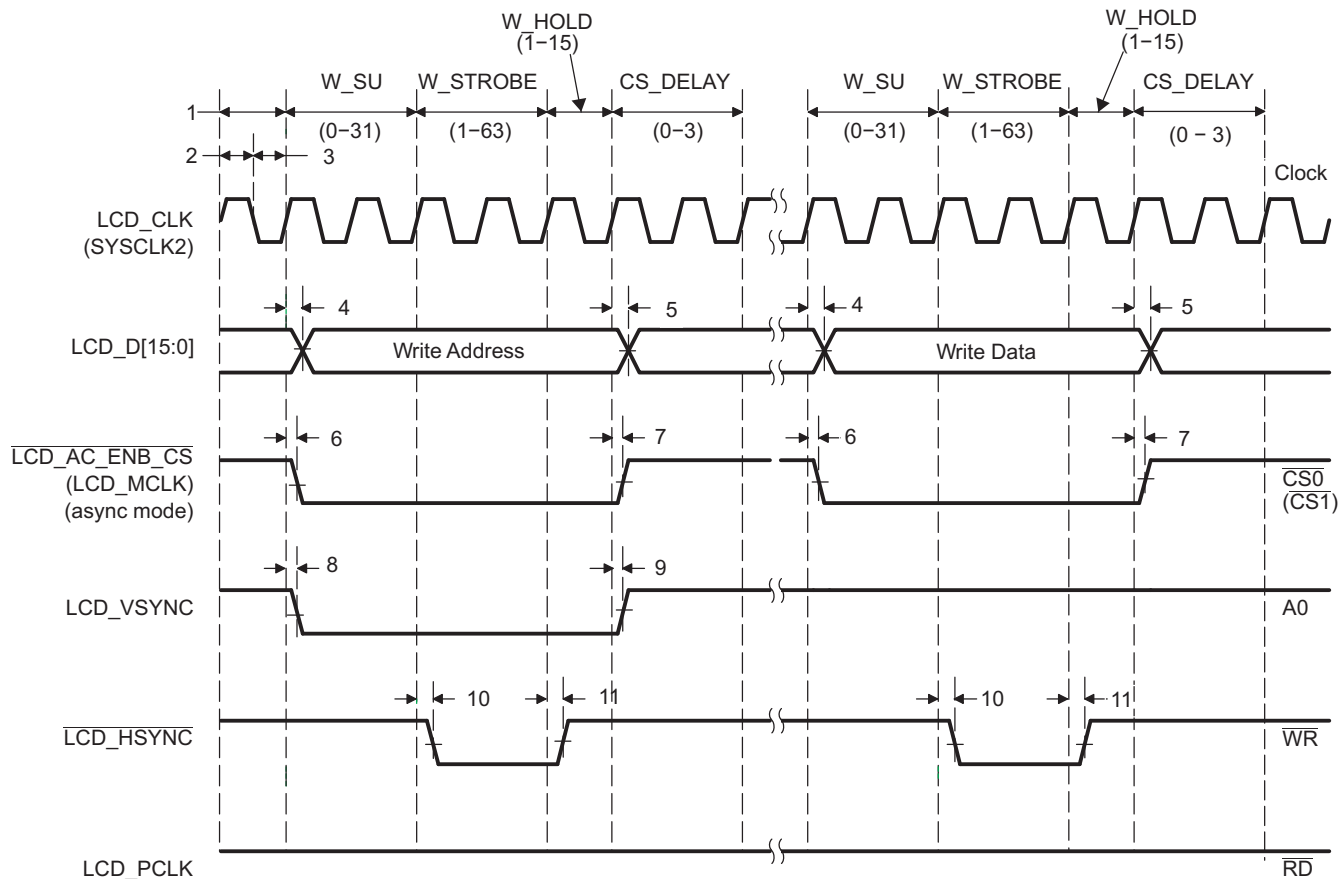 W_HOLD
(1−15)
W_HOLD
(1−15)
W_SU W_STROBE CS_DELAY W_SU W_STROBE CS_DELAY
1
(0−31) (1−63) (0−3) (0−31) (1−63) (0 − 3)
2 3
Clock
LCD_CLK
(SYSCLK2)
4 5 4 5
LCD_D[15:0] Write Address Write Data
6 7 6 7
LCD_AC_ENB_CS
(LCD_MCLK)
(async mode)
CS0
(CS1)
8 9
LCD_VSYNC A0
10 11 10 11
LCD_HSYNC WR
LCD_PCLK RD